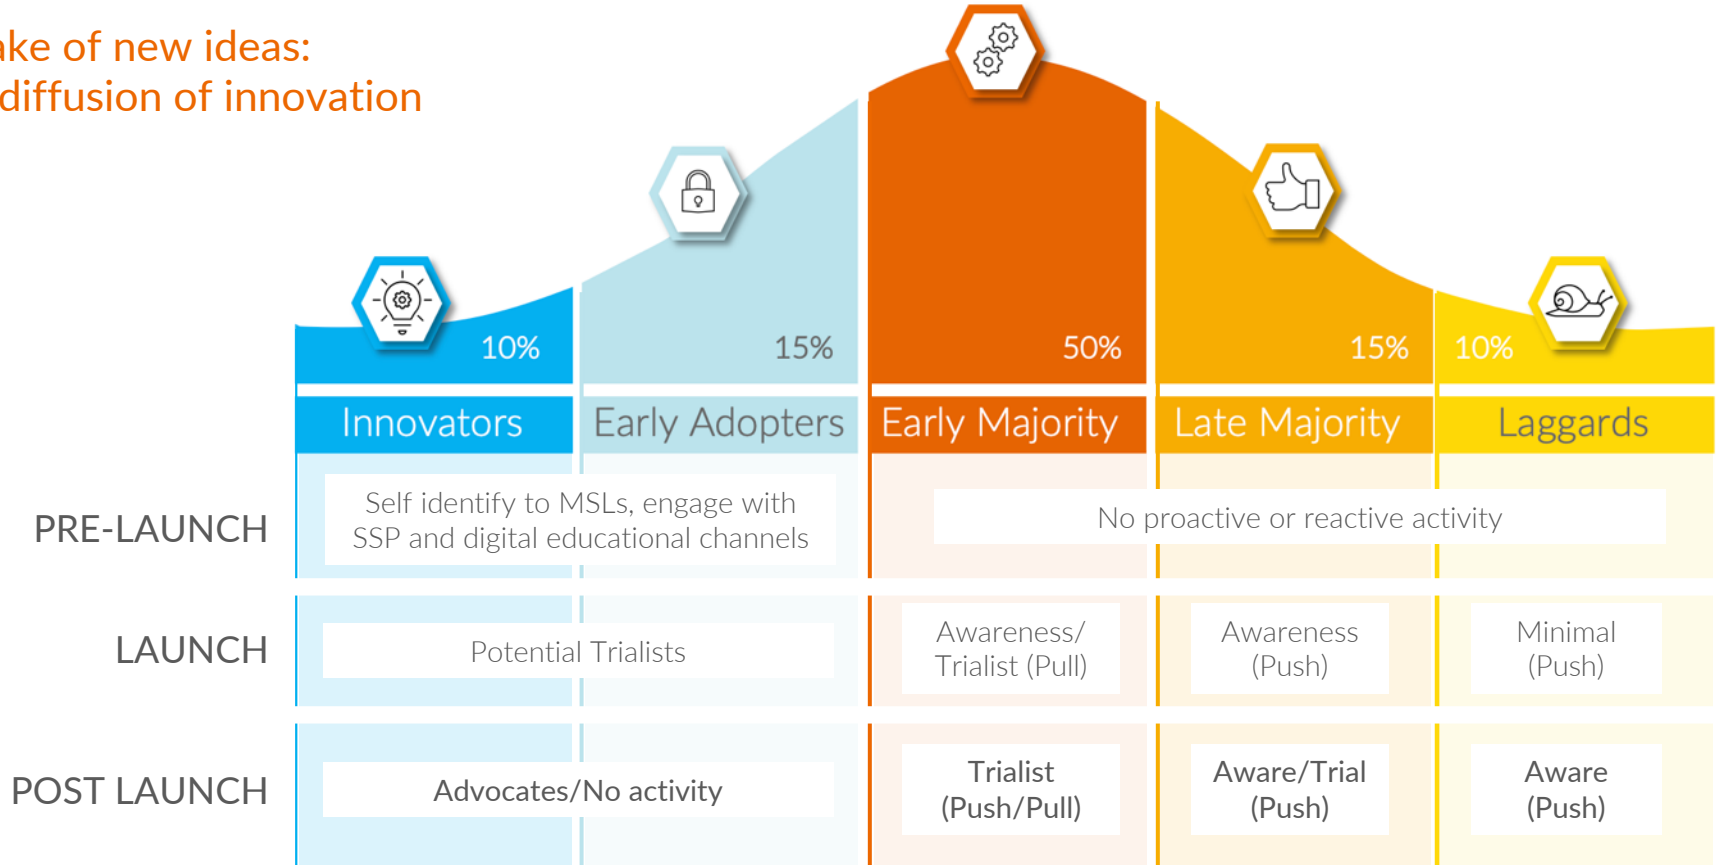 ake of new ideas:
diffusion of innovation
10%
15%
50%
15%
10%
Innovators
Early Adopters
Early Majority
Late Majority
Laggards
PRE-LAUNCH
Self identify to MSLs, engage with
SSP and digital educational channels
No proactive or reactive activity
LAUNCH
Potential Trialists
Awareness/
Trialist (Pull)
Awareness
(Push)
Minimal
(Push)
POST LAUNCH
Advocates/No activity
Trialist
(Push/Pull)
Aware/Trial
(Push)
Aware
(Push)